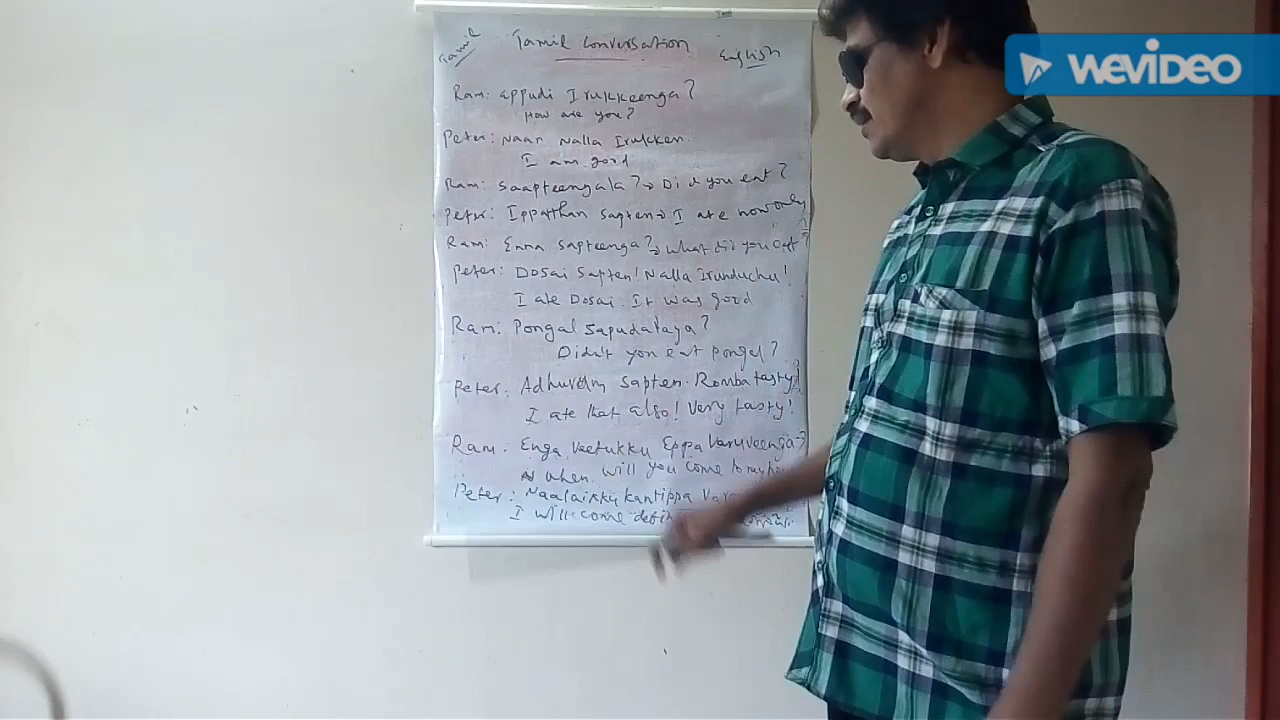 Tamil Tamil Conversation English
Ram: Eppudi Irukkeenga?
How are you?
Peter: Naan Nalla Irukken.
I am good
Ram: Saapteengala? → Did you eat?
Peter: Ippathan Sapten → I ate now only
Ram: Enna Sapteenga? → What did you eat?
Peter: Dosai Sapten! Nalla Irunduchu!
I ate Dosai. It was good
Ram: Pongal Sapudalaya?
Didn't you eat pongal?
Peter: Sapten. Romba tasty!
I ate that also! Very tasty!
Ram: Enga Veetukku Eppa Varuveenga?
When will you come to my
Peter: Naalaikku kantippa
I will come
WEVIDEO